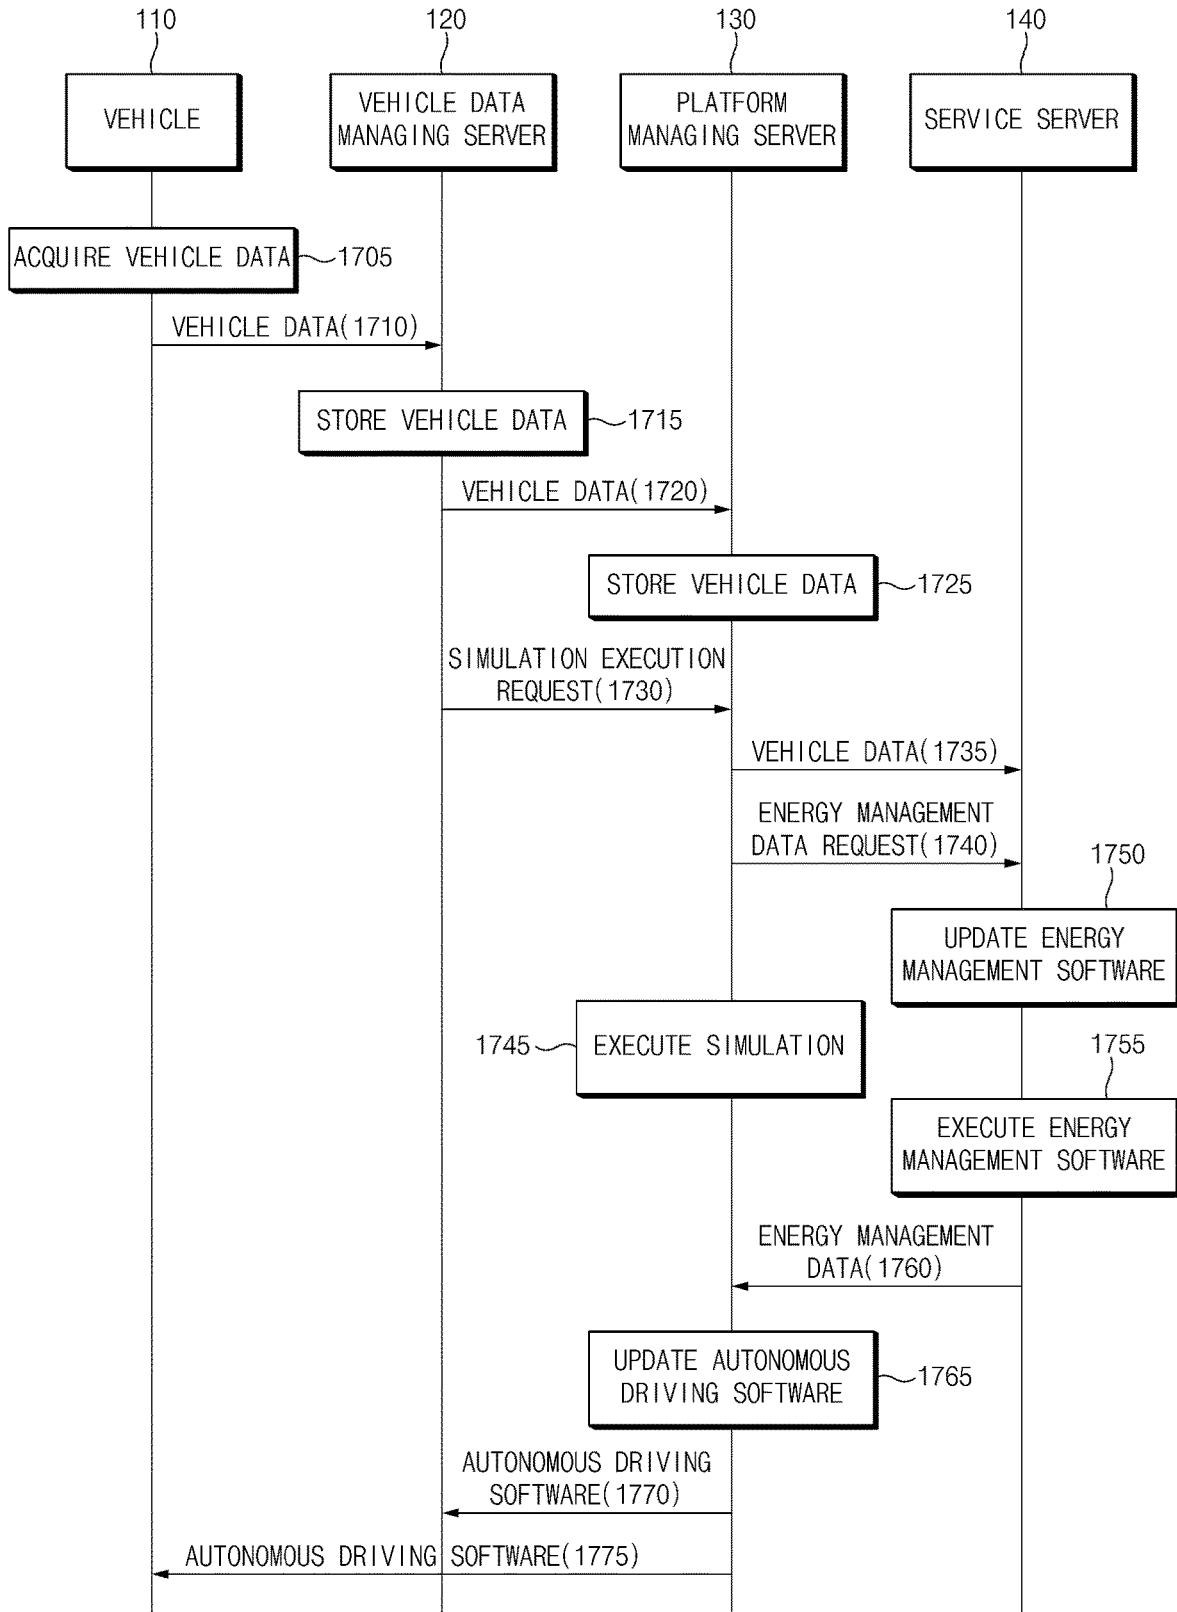 110
120
130
140
VEHICLE
VEHICLE DATA
MANAGING SERVER
PLATFORM
MANAGING SERVER
SERVICE SERVER
ACQUIRE VEHICLE DATA
1705
VEHICLE DATA(1710)
STORE VEHICLE DATA
1715
VEHICLE DATA(1720)
STORE VEHICLE DATA
1725
SIMULATION EXECUTION
REQUEST(1730)
VEHICLE DATA(1735)
ENERGY MANAGEMENT
DATA REQUEST(1740)
1750
UPDATE ENERGY
MANAGEMENT SOFTWARE
1745
EXECUTE SIMULATION
1755
EXECUTE ENERGY
MANAGEMENT SOFTWARE
ENERGY MANAGEMENT
DATA(1760)
UPDATE AUTONOMOUS
DRIVING SOFTWARE
1765
AUTONOMOUS DRIVING
SOFTWARE(1770)
AUTONOMOUS DRIVING SOFTWARE(1775)